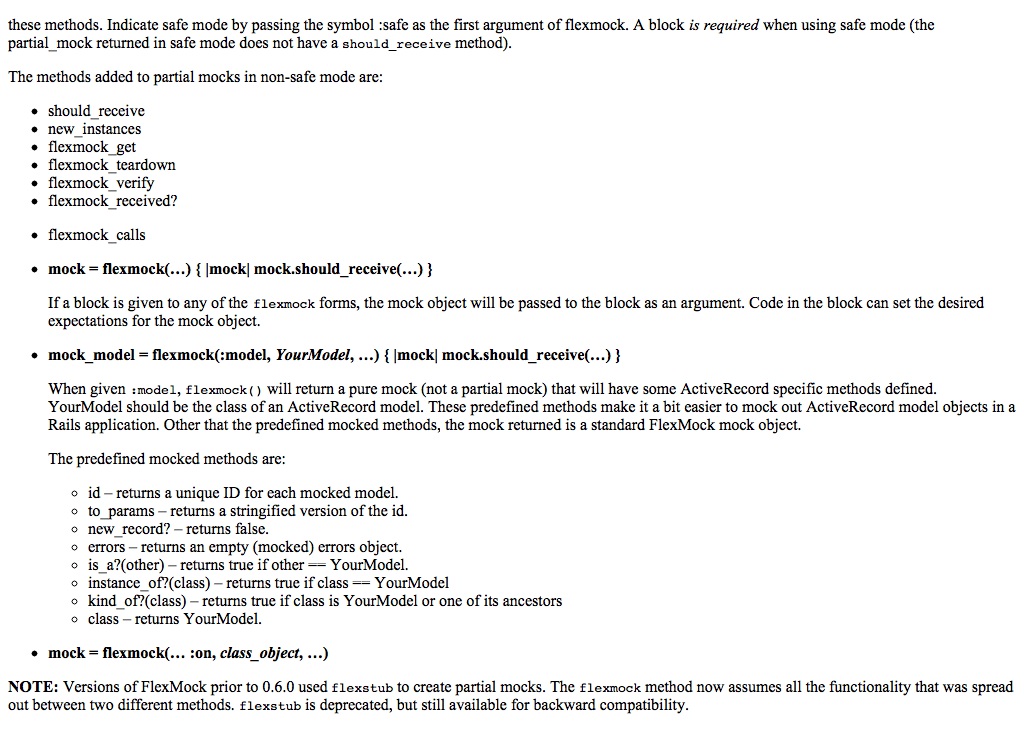 these methods. Indicate safe mode by passing the symbol :safe as the first argument of flexmock. A block is required when using safe mode (the
partial_mock returned in safe mode does not have a should_receive method).
The methods added to partial mocks in non-safe mode are:
• should_receive
• new_instances
• flexmock_get
• flexmock_teardown
• flexmock_verify
• flexmock_received?
• flexmock_calls
• mock = flexmock(...) { |mock| mock.should_receive(...) }
If a block is given to any of the flexmock forms, the mock object will be passed to the block as an argument. Code in the block can set the desired
expectations for the mock object.
• mock_model = flexmock(:model, YourModel, ...) { |mock| mock.should_receive(...) }
When given :model, flexmock() will return a pure mock (not a partial mock) that will have some ActiveRecord specific methods defined.
YourModel should be the class of an ActiveRecord model. These predefined methods make it a bit easier to mock out ActiveRecord model objects in a
Rails application. Other that the predefined mocked methods, the mock returned is a standard FlexMock mock object.
The predefined mocked methods are:
◦ id – returns a unique ID for each mocked model.
◦ to_params – returns a stringified version of the id.
◦ new_record? – returns false.
◦ errors – returns an empty (mocked) errors object.
◦ is_a?(other) – returns true if other == YourModel.
◦ instance_of?(class) – returns true if class == YourModel
◦ kind_of?(class) – returns true if class is YourModel or one of its ancestors
◦ class – returns YourModel.
• mock = flexmock(... :on, class_object, ...)
NOTE: Versions of FlexMock prior to 0.6.0 used flexstub to create partial mocks. The flexmock method now assumes all the functionality that was spread
out between two different methods. flexstub is deprecated, but still available for backward compatibility.